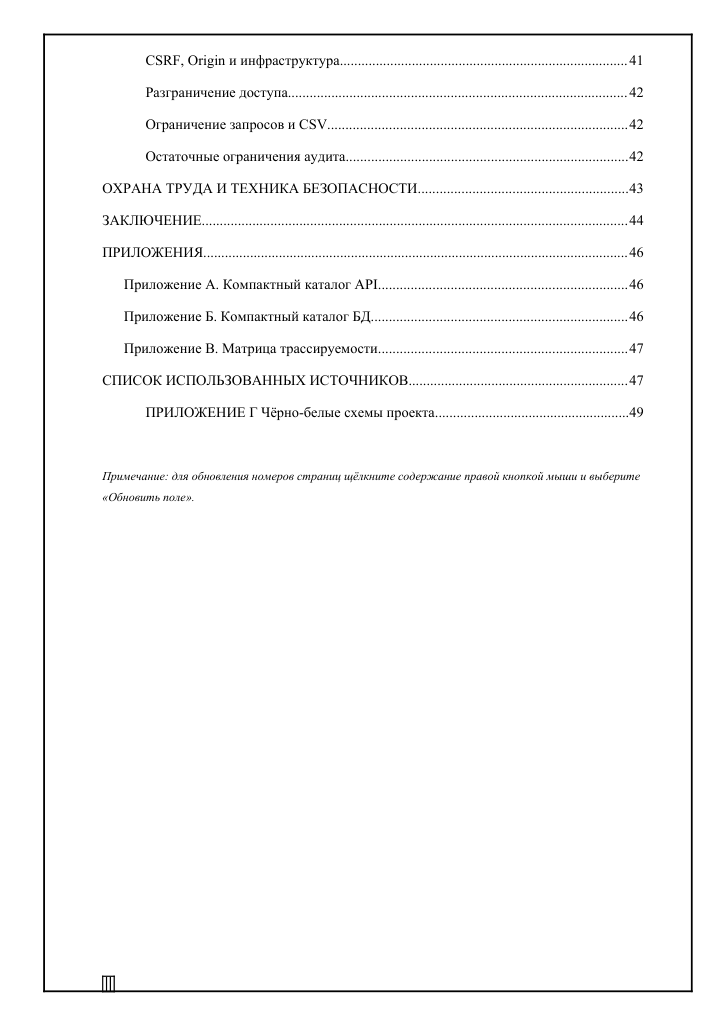 CSRF, Origin и инфраструктура................................................................................41
Разграничение доступа...............................................................................................42
Ограничение запросов и CSV....................................................................................42
Остаточные ограничения аудита...............................................................................42
ОХРАНА ТРУДА И ТЕХНИКА БЕЗОПАСНОСТИ..........................................................43
ЗАКЛЮЧЕНИЕ......................................................................................................................44
ПРИЛОЖЕНИЯ......................................................................................................................46
Приложение А. Компактный каталог API.....................................................................46
Приложение Б. Компактный каталог БД.......................................................................46
Приложение В. Матрица трассируемости.....................................................................47
СПИСОК ИСПОЛЬЗОВАННЫХ ИСТОЧНИКОВ............................................................47
ПРИЛОЖЕНИЕ Г Чёрно-белые схемы проекта.....................................................49
Примечание: для обновления номеров страниц щёлкните содержание правой кнопкой мыши и выберите
«Обновить поле».